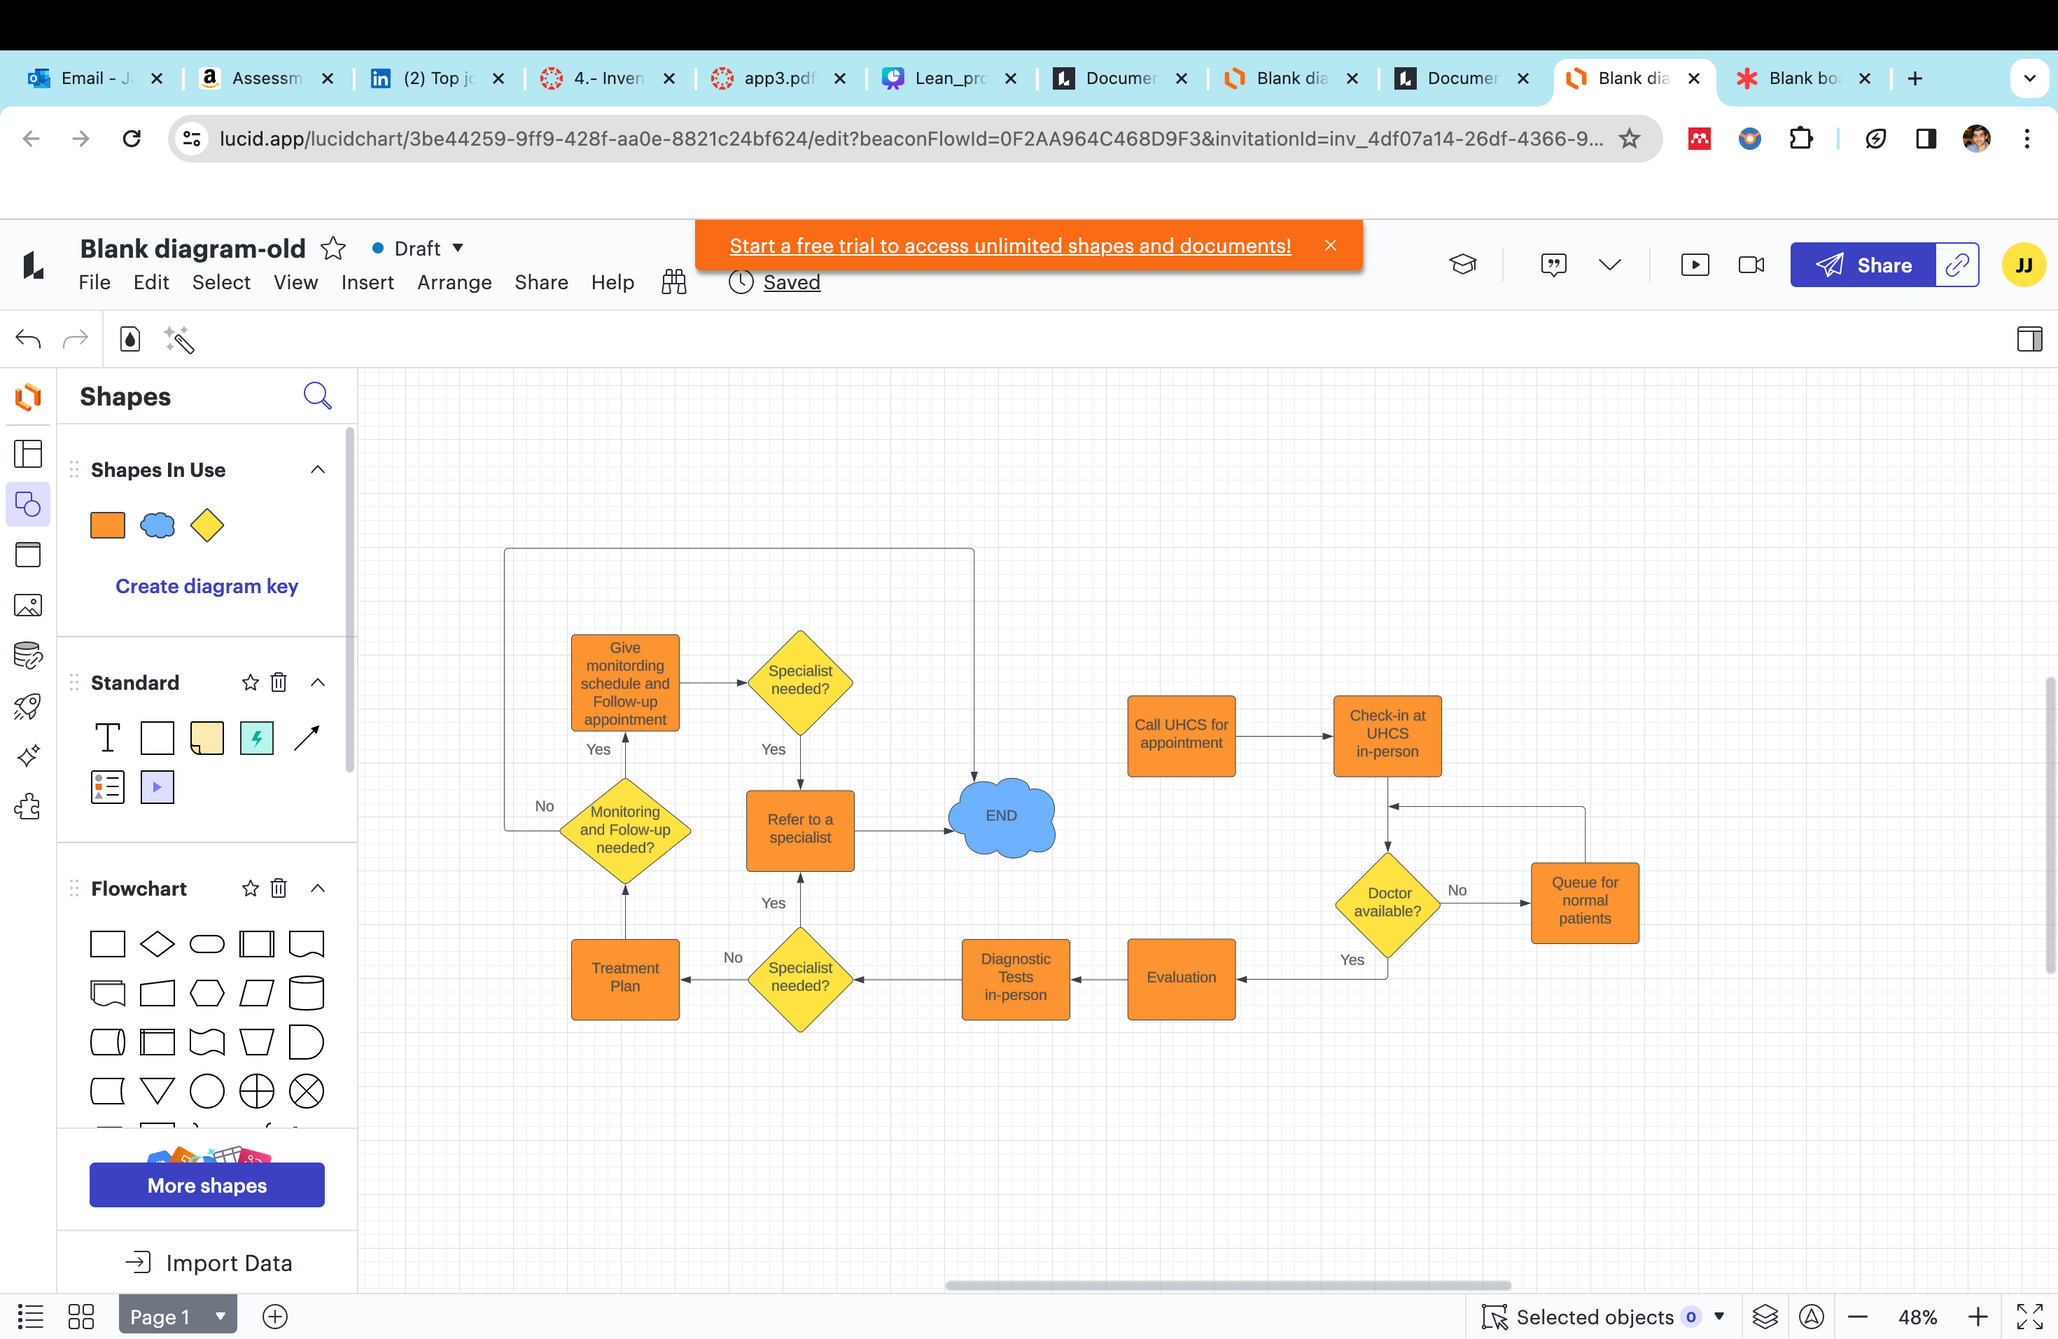 Email - J
Assessm
(2) Top jo
4.- Inven
app3.pdf
Lean_pro
Documen
Blank dia
Documen
Blank dia
Blank bo
lucid.app/lucidchart/3be44259-9ff9-428f-aa0e-8821c24bf624/edit?beaconFlowId=0F2AA964C468D9F3&invitationId=inv_4df07a14-26df-4366-9...
Blank diagram-old
Draft
Start a free trial to access unlimited shapes and documents!
File Edit Select View Insert Arrange Share Help
Saved
Share
JJ
Shapes
Shapes In Use
Create diagram key
Standard
T
Flowchart
More shapes
Import Data
Give
monitording
schedule and
Follow-up
appointment
Specialist
needed?
Yes
Yes
No
Monitoring
and Folow-up
needed?
Refer to a
specialist
END
Yes
Treatment
Plan
No
Specialist
needed?
Diagnostic
Tests
in-person
Evaluation
Call UHCS for
appointment
Check-in at
UHCS
in-person
Doctor
available?
No
Yes
Queue for
normal
patients
Page 1
Selected objects 0
48%